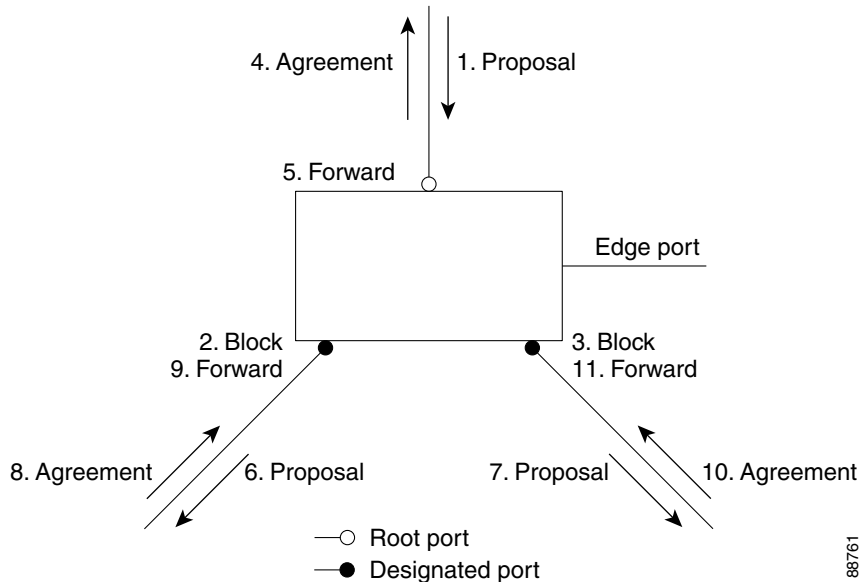 4. Agreement
1. Proposal
5. Forward
Edge port
2. Block
9. Forward
3. Block
11. Forward
8. Agreement
6. Proposal
7. Proposal
10. Agreement
Root port
Designated port
88761